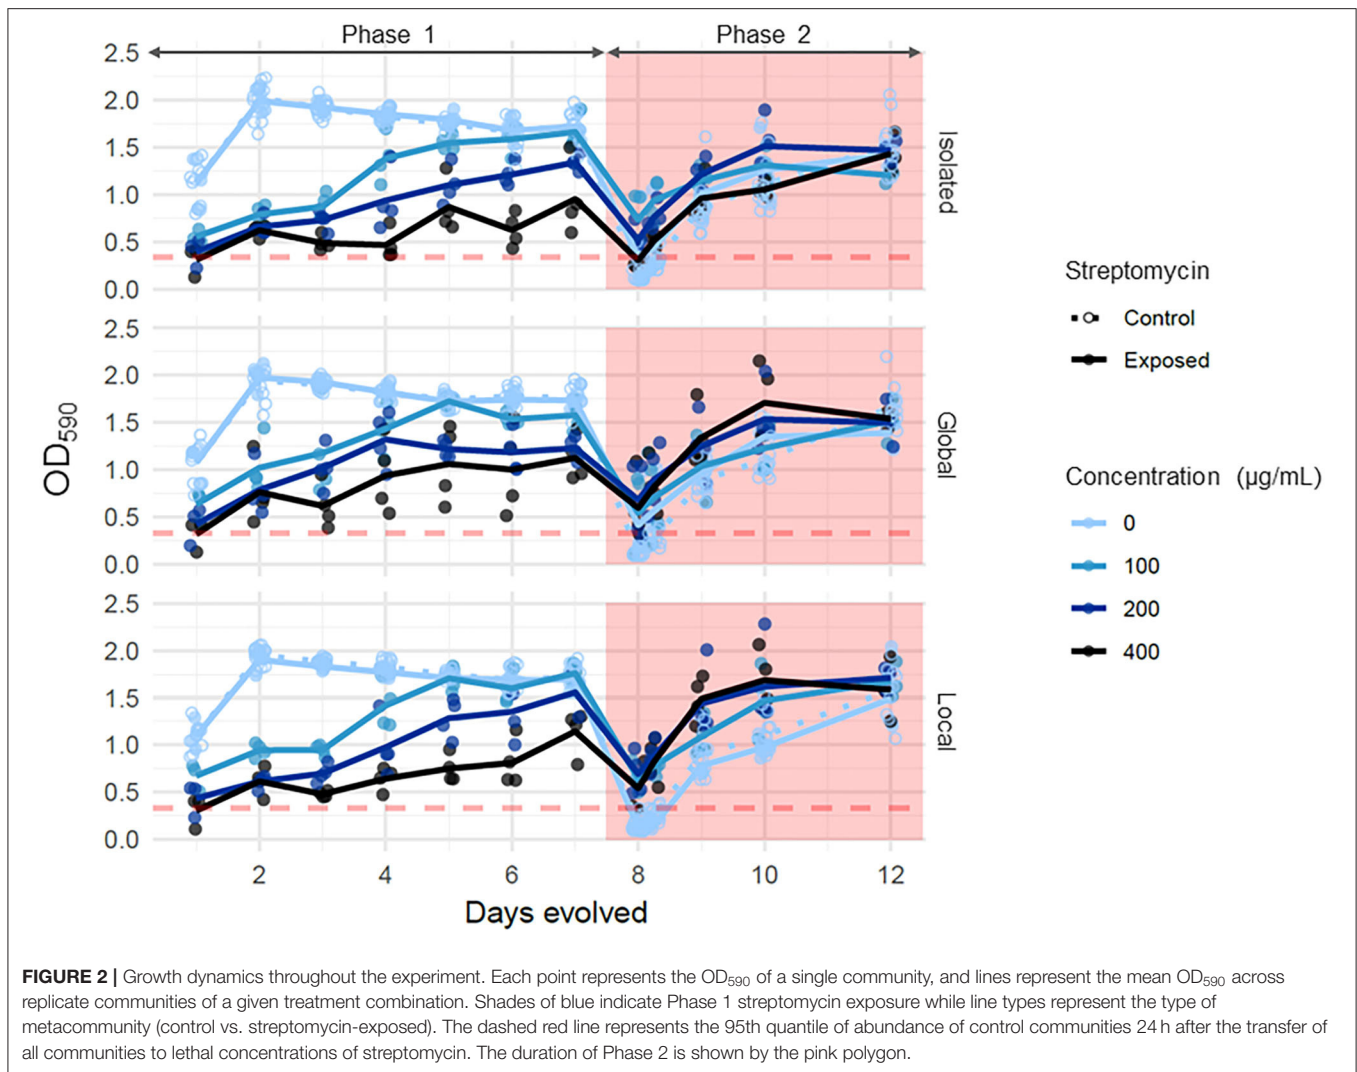 Phase 1
Phase 2
2.5
2.0
1.5
1.0
0.5
0.0
Isolated
2.5
2.0
1.5
1.0
0.5
0.0
Global
2.5
2.0
1.5
1.0
0.5
0.0
Local
OD590
2 4 6 8 10 12
Days evolved
Streptomycin
Control
Exposed
Concentration (µg/mL)
0
100
200
400
FIGURE 2 | Growth dynamics throughout the experiment. Each point represents the OD590 of a single community, and lines represent the mean OD590 across
replicate communities of a given treatment combination. Shades of blue indicate Phase 1 streptomycin exposure while line types represent the type of
metacommunity (control vs. streptomycin-exposed). The dashed red line represents the 95th quantile of abundance of control communities 24 h after the transfer of
all communities to lethal concentrations of streptomycin. The duration of Phase 2 is shown by the pink polygon.